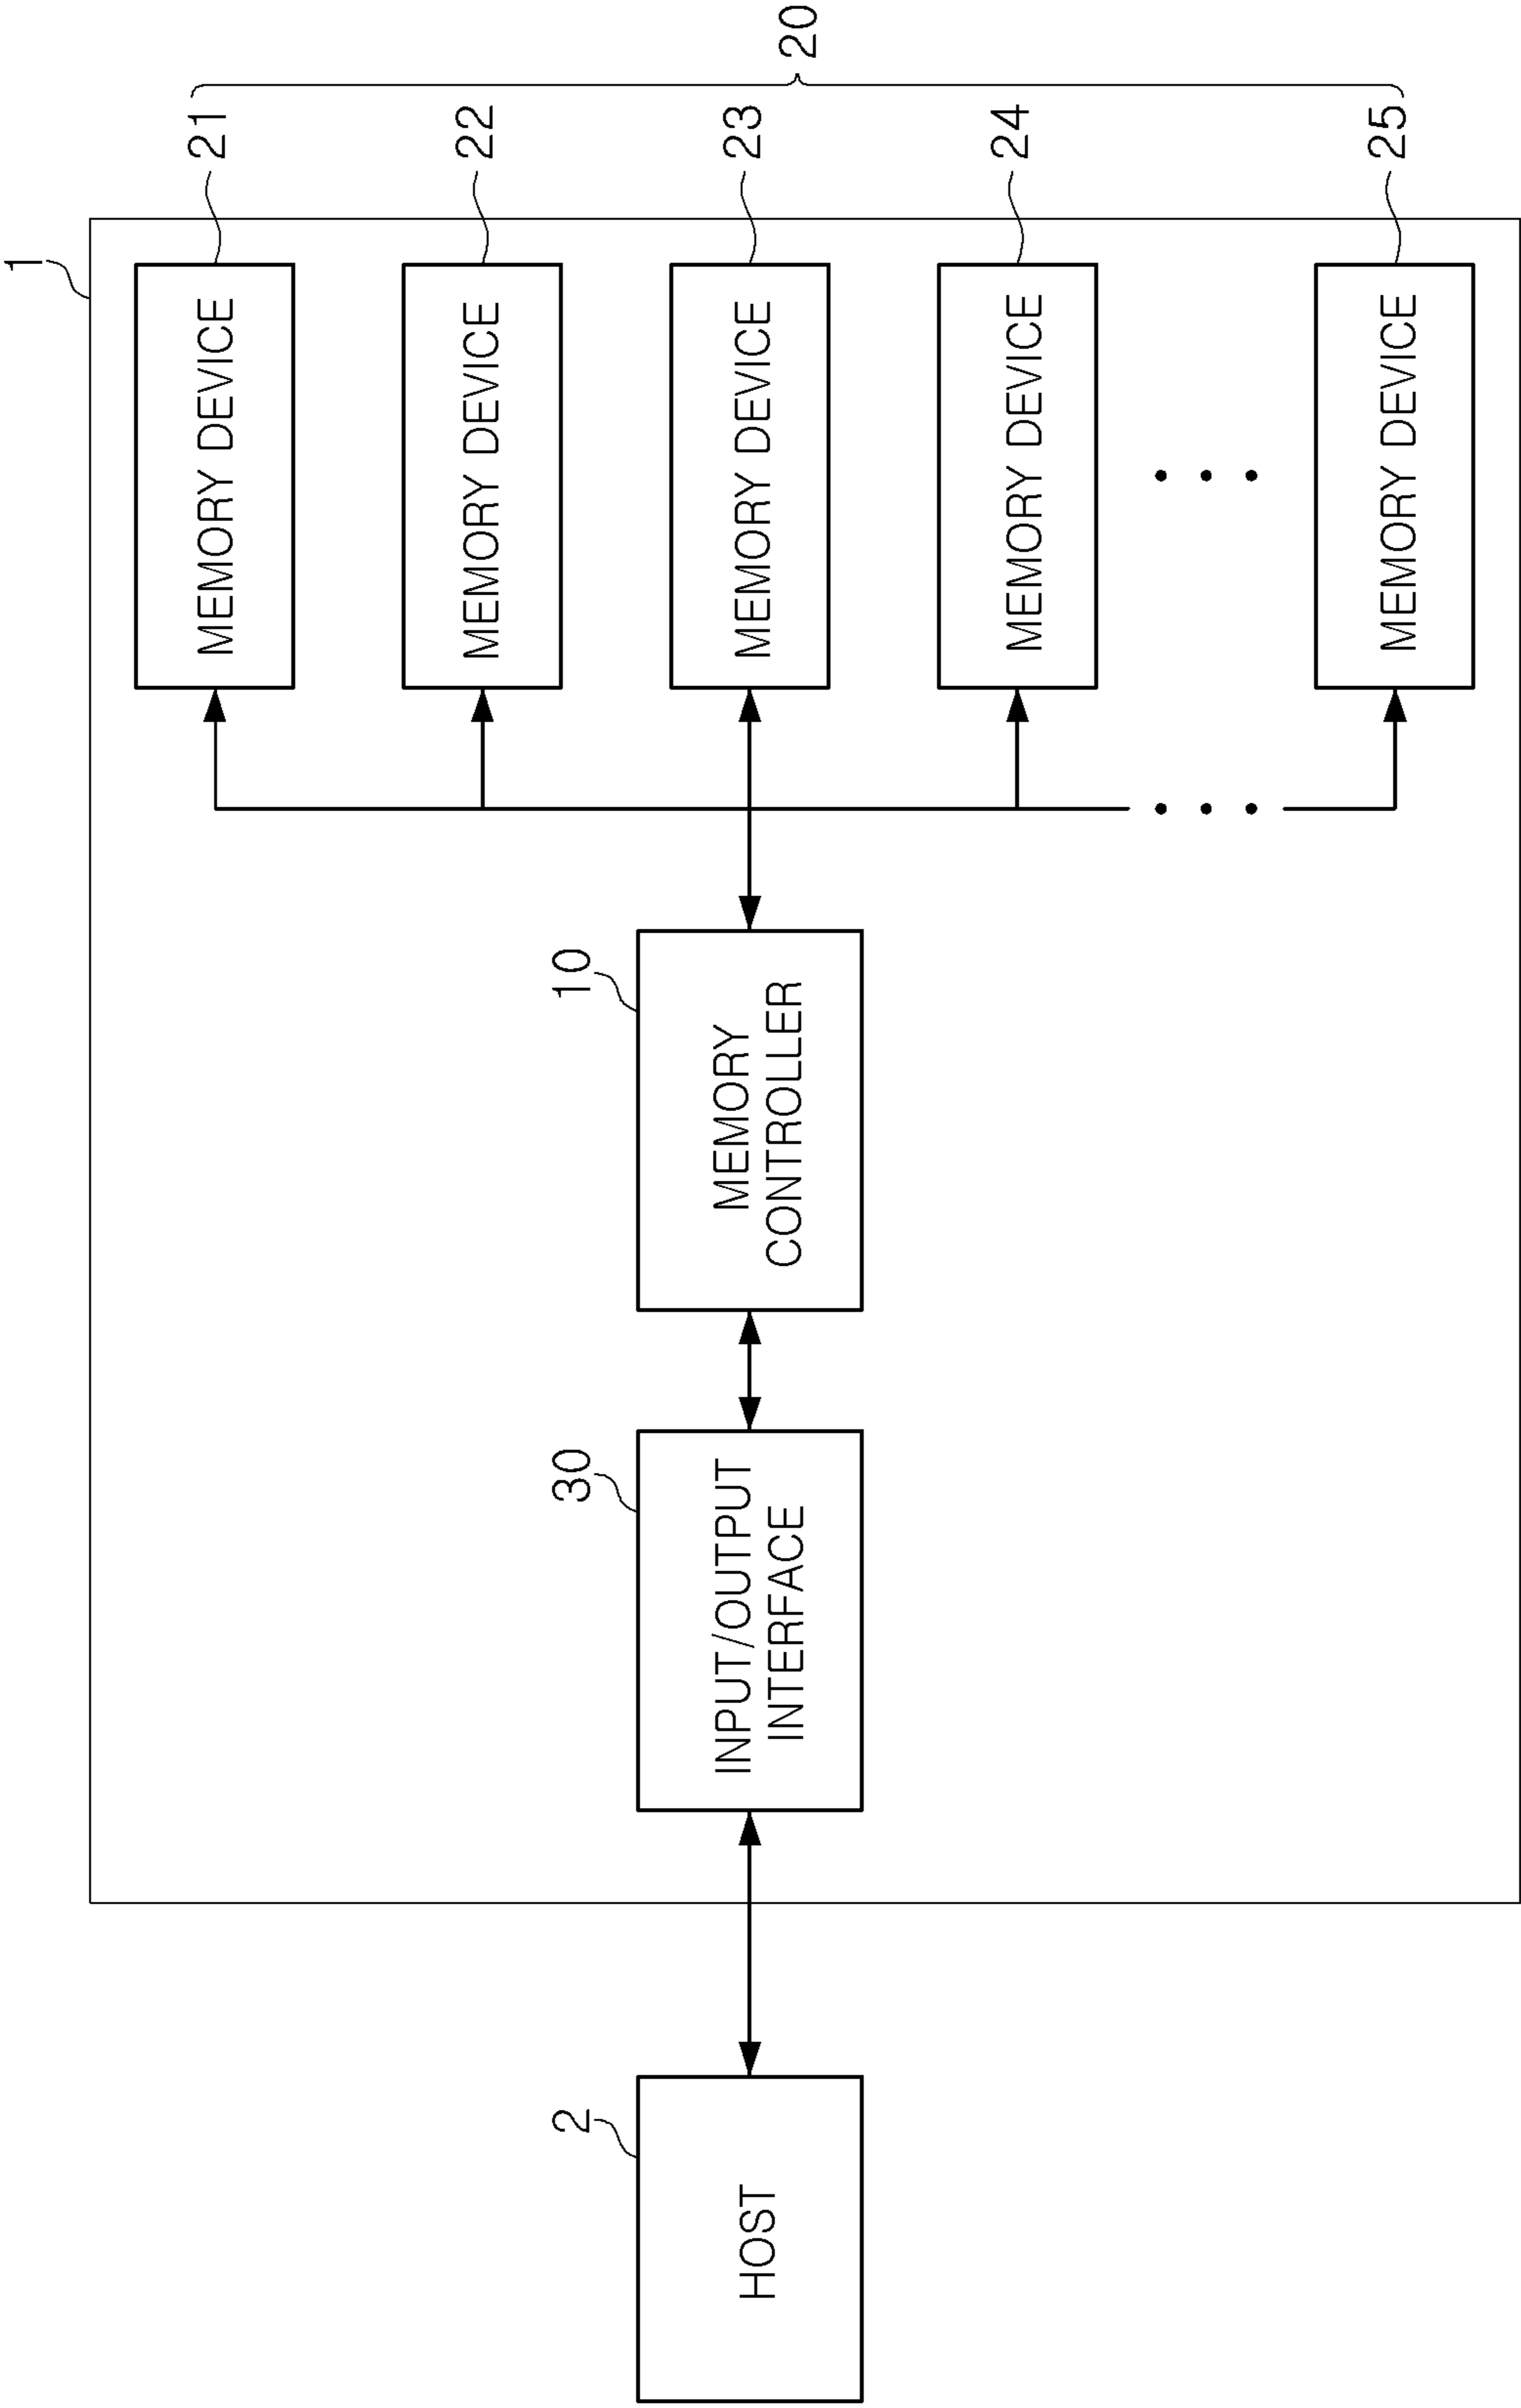 1
20
21
22
23
24
25
MEMORY DEVICE
MEMORY DEVICE
MEMORY DEVICE
MEMORY DEVICE
MEMORY DEVICE
10
MEMORY
CONTROLLER
30
INPUT/OUTPUT
INTERFACE
2
HOST